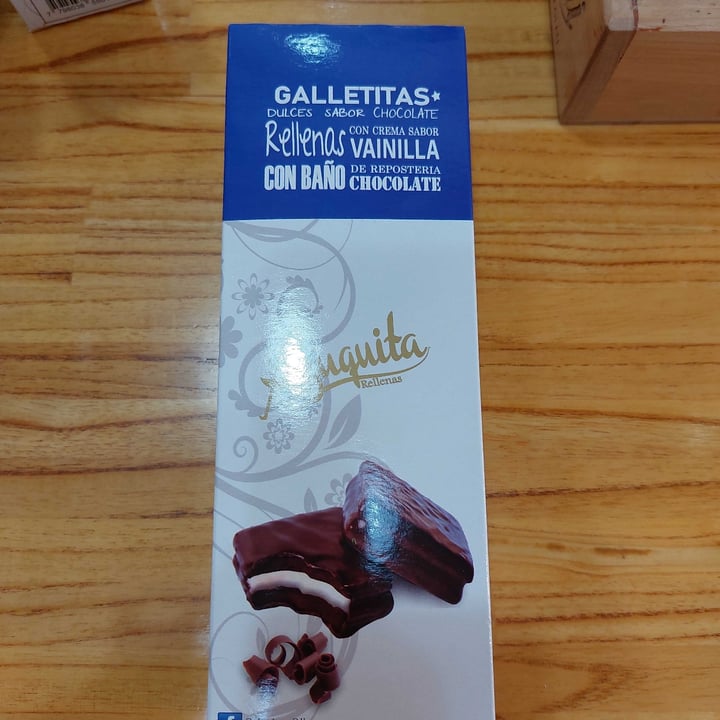 GALLETITAS
DULCES SABOR CHOCOLATE
Rellenas CON CREMA SABOR VAINILLA
CON BAÑO DE REPOSTERIA CHOCOLATE
Rellenas